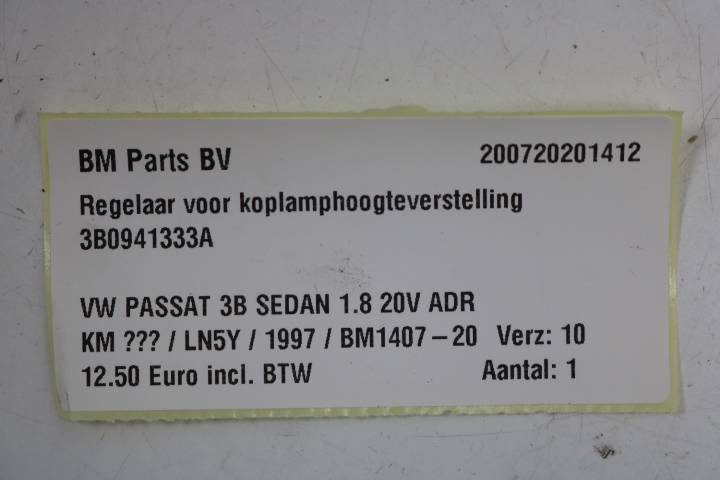 BM Parts BV 200720201412
Regelaar voor koplamphoogteverstelling
3B0941333A
VW PASSAT 3B SEDAN 1.8 20V ADR
KM ??? / LN5Y / 1997 / BM1407-20 Verz: 10
12.50 Euro incl. BTW Aantal: 1